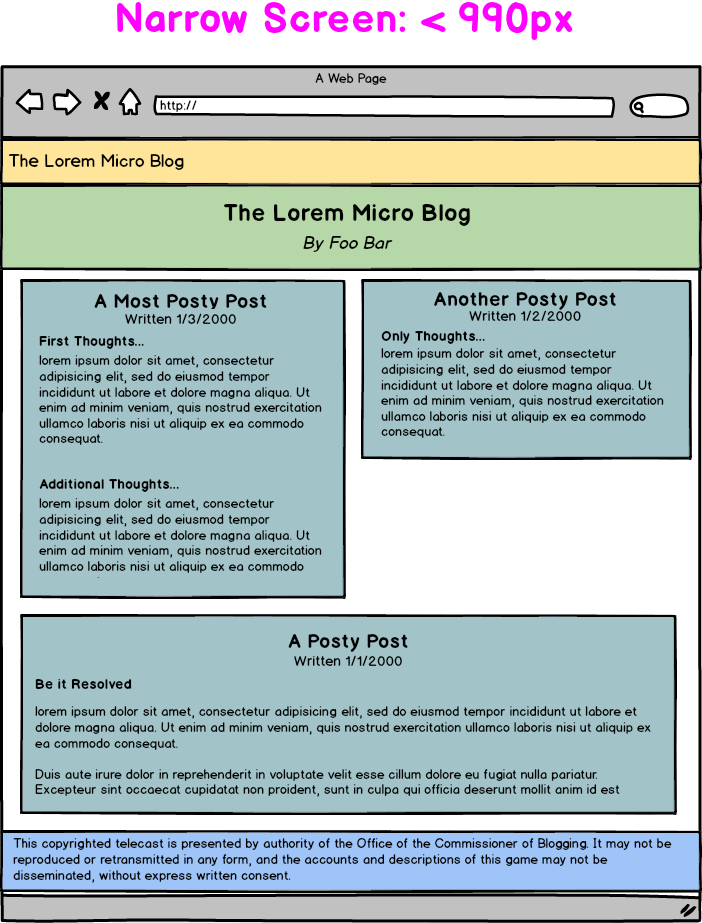 Narrow Screen: < 990px
A Web Page
http://
The Lorem Micro Blog
The Lorem Micro Blog
By Foo Bar
A Most Posty Post
Written 1/3/2000
First Thoughts...
lorem ipsum dolor sit amet, consectetur
adipisicing elit, sed do eiusmod tempor
incididunt ut labore et dolore magna aliqua. Ut
enim ad minim veniam, quis nostrud exercitation
ullamco laboris nisi ut aliquip ex ea commodo
consequat.
Additional Thoughts...
lorem ipsum dolor sit amet, consectetur
adipisicing elit, sed do eiusmod tempor
incididunt ut labore et dolore magna aliqua. Ut
enim ad minim veniam, quis nostrud exercitation
ullamco laboris nisi ut aliquip ex ea commodo
Another Posty Post
Written 1/2/2000
Only Thoughts...
lorem ipsum dolor sit amet, consectetur
adipisicing elit, sed do eiusmod tempor
incididunt ut labore et dolore magna aliqua. Ut
enim ad minim veniam, quis nostrud exercitation
ullamco laboris nisi ut aliquip ex ea commodo
consequat.
A Posty Post
Written 1/1/2000
Be it Resolved
lorem ipsum dolor sit amet, consectetur adipisicing elit, sed do eiusmod tempor incididunt ut labore et
dolore magna aliqua. Ut enim ad minim veniam, quis nostrud exercitation ullamco laboris nisi ut aliquip ex
ea commodo consequat.
Duis aute irure dolor in reprehenderit in voluptate velit esse cillum dolore eu fugiat nulla pariatur.
Excepteur sint occaecat cupidatat non proident, sunt in culpa qui officia deserunt mollit anim id est
This copyrighted telecast is presented by authority of the Office of the Commissioner of Blogging. It may not be
reproduced or retransmitted in any form, and the accounts and descriptions of this game may not be
disseminated, without express written consent.